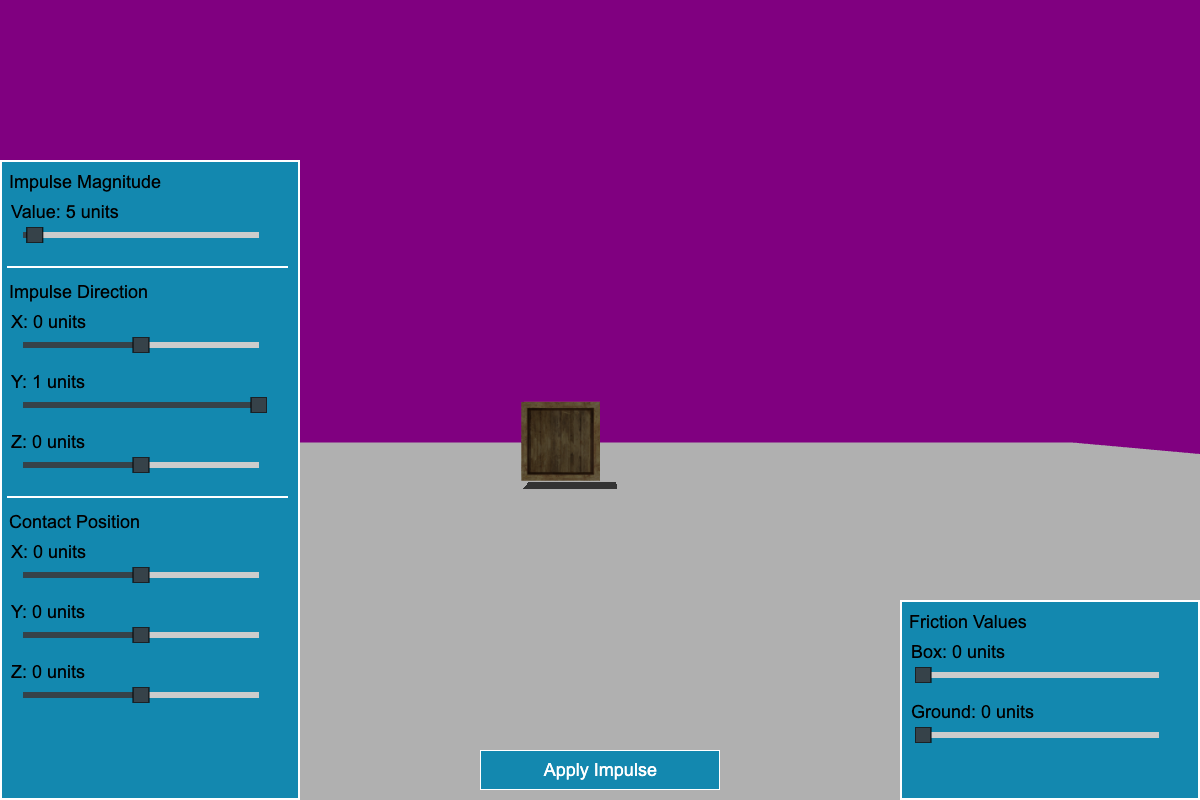 Impulse Magnitude
Value: 5 units
Impulse Direction
X: 0 units
Y: 1 units
Z: 0 units
Contact Position
X: 0 units
Y: 0 units
Z: 0 units
Friction Values
Box: 0 units
Ground: 0 units
Apply Impulse